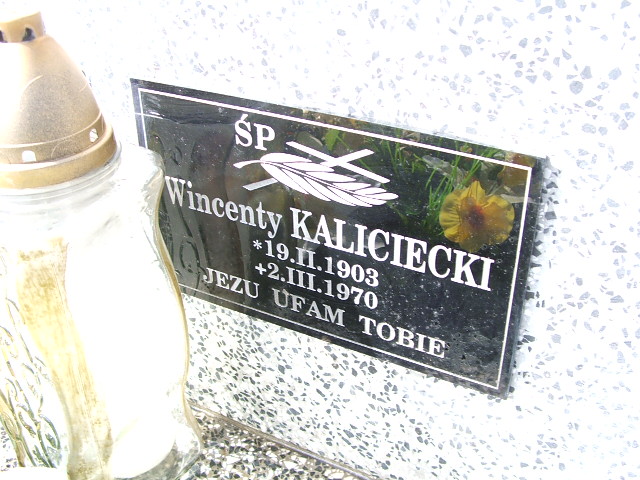 ŚP
Wincenty KALICIECKI
*19.II.1903
+2.III.1970
JEZU UFAM TOBIE